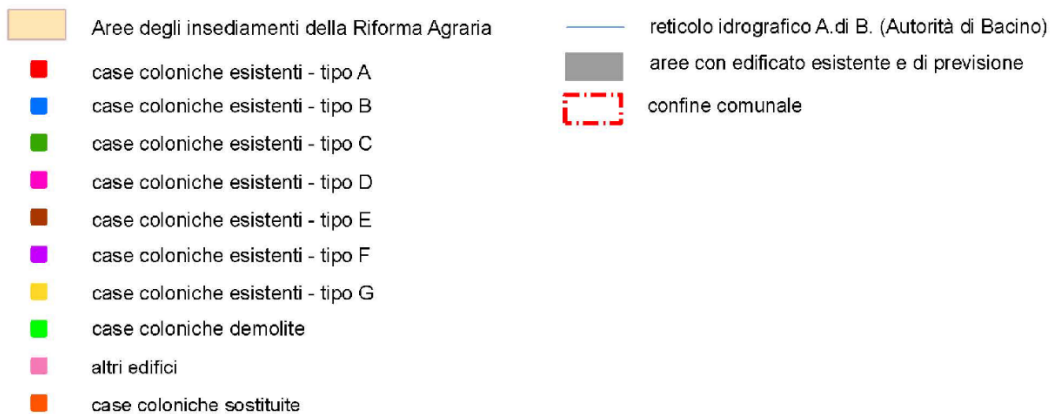 Aree degli insediamenti della Riforma Agraria
case coloniche esistenti - tipo A
case coloniche esistenti - tipo B
case coloniche esistenti - tipo C
case coloniche esistenti - tipo D
case coloniche esistenti - tipo E
case coloniche esistenti - tipo F
case coloniche esistenti - tipo G
case coloniche demolite
altri edifici
case coloniche sostituite
reticolo idrografico A.di B. (Autorità di Bacino)
aree con edificato esistente e di previsione
confine comunale